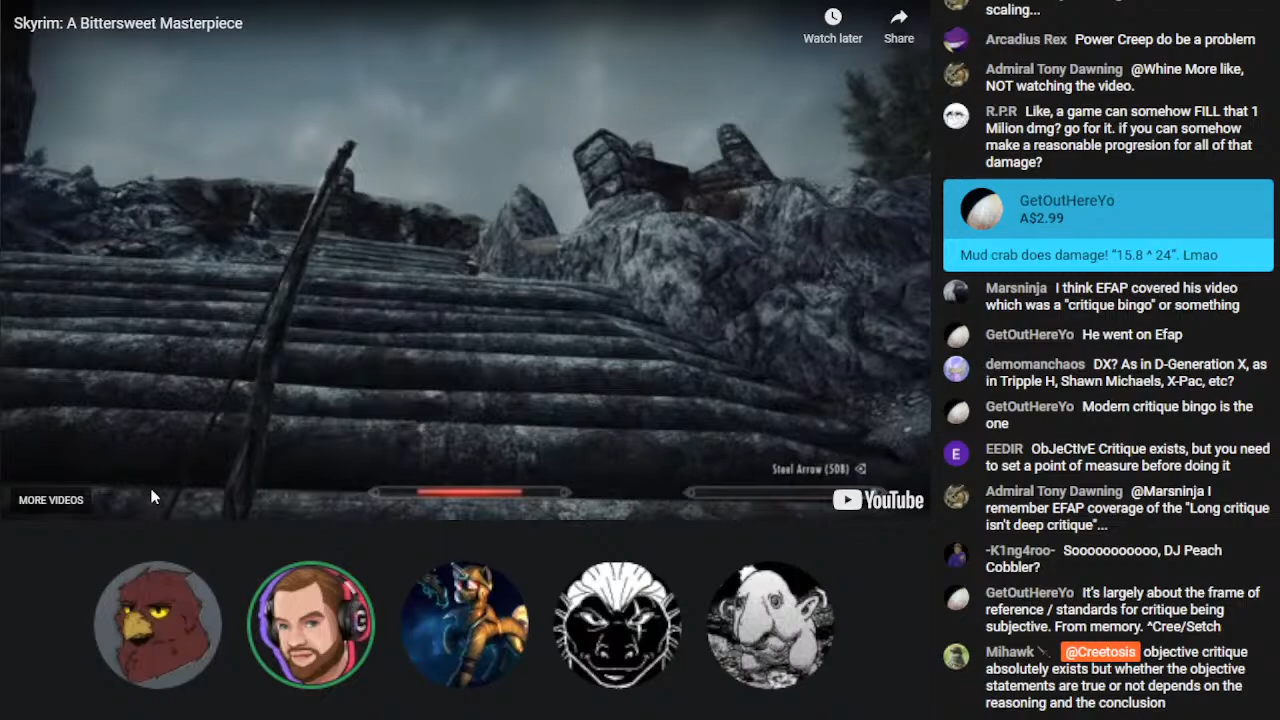 Skyrim: A Bittersweet Masterpiece
Watch later
Share
Steel Arrow (508)
MORE VIDEOS
YouTube
scaling...
Arcadius Rex Power Creep do be a problem
Admiral Tony Dawning @Whine More like,
NOT watching the video.
R.P.R Like, a game can somehow FILL that 1
Milion dmg? go for it. if you can somehow
make a reasonable progresion for all of that
damage?
GetOutHereYo
A$2.99
Mud crab does damage! “15.8 ^ 24”. Lmao
Marsninja I think EFAP covered his video
which was a "critique bingo" or something
GetOutHereYo He went on Efap
demomanchaos DX? As in D-Generation X, as
in Tripple H, Shawn Michaels, X-Pac, etc?
GetOutHereYo Modern critique bingo is the
one
E
EEDIR ObJeCtIvE Critique exists, but you need
to set a point of measure before doing it
Admiral Tony Dawning @Marsninja I
remember EFAP coverage of the "Long critique
isn't deep critique"...
-K1ng4roo- Sooooooooooo, DJ Peach
Cobbler?
GetOutHereYo It’s largely about the frame of
reference / standards for critique being
subjective. From memory. ^Cree/Setch
Mihawk @Creetosis objective critique
absolutely exists but whether the objective
statements are true or not depends on the
reasoning and the conclusion